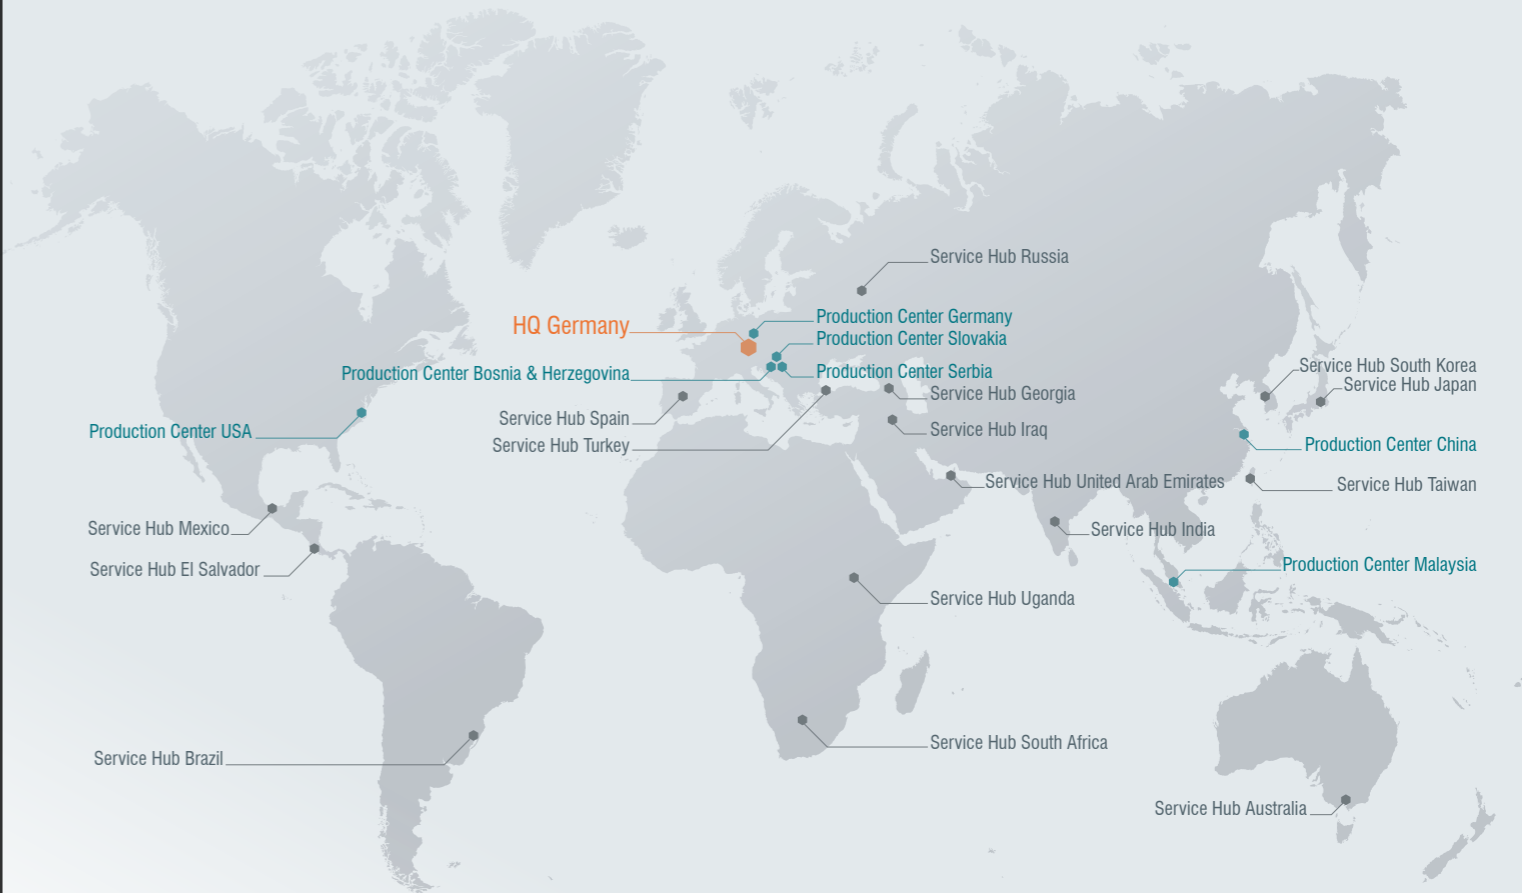 Service Hub Russia
HQ Germany
Production Center Germany
Production Center Slovakia
Production Center Bosnia & Herzegovina
Production Center Serbia
Service Hub South Korea
Service Hub Japan
Service Hub Georgia
Service Hub Spain
Service Hub Iraq
Production Center USA
Service Hub Turkey
Production Center China
Service Hub United Arab Emirates
Service Hub Taiwan
Service Hub Mexico
Service Hub India
Service Hub El Salvador
Production Center Malaysia
Service Hub Uganda
Service Hub South Africa
Service Hub Brazil
Service Hub Australia